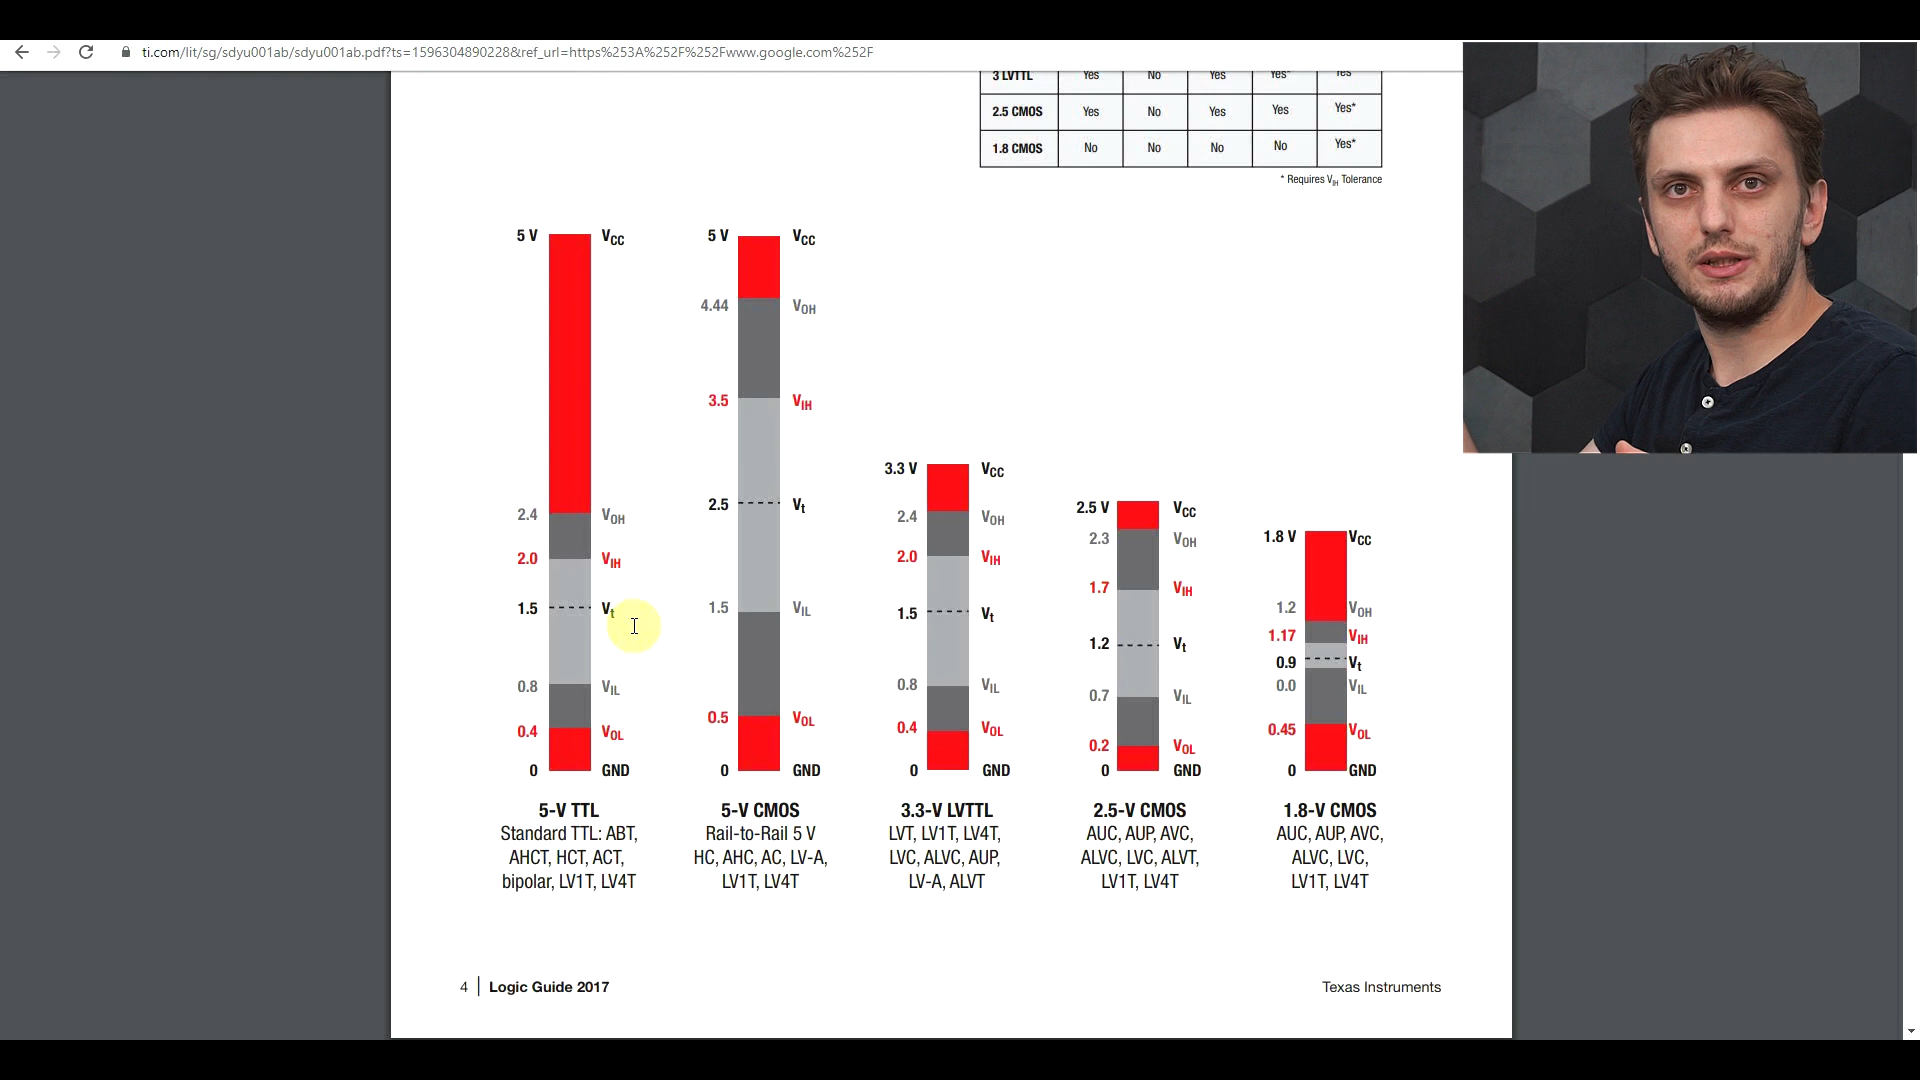 ti.com/lit/sg/sdyu001ab/sdyu001ab.pdf?ts=1596304890228&ref_url=https%253A%252F%252Fwww.google.com%252F
3 LVTTL Yes No Yes Yes* Yes
2.5 CMOS Yes No Yes Yes Yes*
1.8 CMOS No No No No Yes*
* Requires VIH Tolerance
5 V VCC
2.4 VOH
2.0 VIH
1.5 Vt
0.8 VIL
0.4 VOL
0 GND
5-V TTL
Standard TTL: ABT,
AHCT, HCT, ACT,
bipolar, LV1T, LV4T
5 V VCC
4.44 VOH
3.5 VIH
2.5 Vt
1.5 VIL
0.5 VOL
0 GND
5-V CMOS
Rail-to-Rail 5 V
HC, AHC, AC, LV-A,
LV1T, LV4T
3.3 V VCC
2.4 VOH
2.0 VIH
1.5 Vt
0.8 VIL
0.4 VOL
0 GND
3.3-V LVTTL
LVT, LV1T, LV4T,
LVC, ALVC, AUP,
LV-A, ALVT
2.5 V VCC
2.3 VOH
1.7 VIH
1.2 Vt
0.7 VIL
0.2 VOL
0 GND
2.5-V CMOS
AUC, AUP, AVC,
ALVC, LVC, ALVT,
LV1T, LV4T
1.8 V VCC
1.2 VOH
1.17 VIH
0.9 Vt
0.0 VIL
0.45 VOL
0 GND
1.8-V CMOS
AUC, AUP, AVC,
ALVC, LVC,
LV1T, LV4T
4 | Logic Guide 2017
Texas Instruments